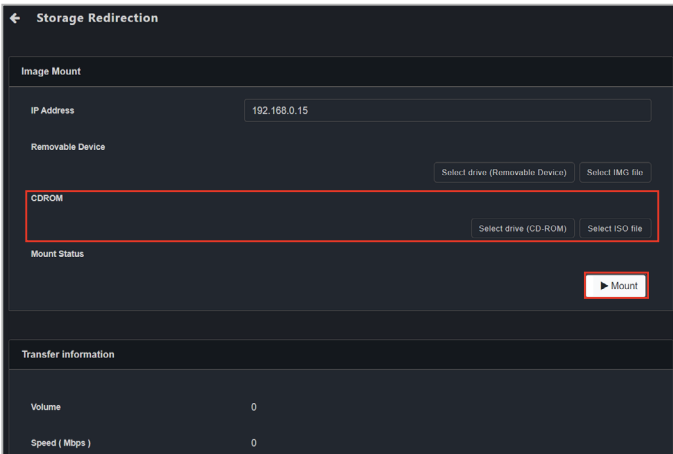 Storage Redirection
Image Mount
IP Address 192.168.0.15
Removable Device
Select drive (Removable Device) Select IMG file
CDROM
Select drive (CD-ROM) Select ISO file
Mount Status
Mount
Transfer information
Volume 0
Speed ( Mbps ) 0